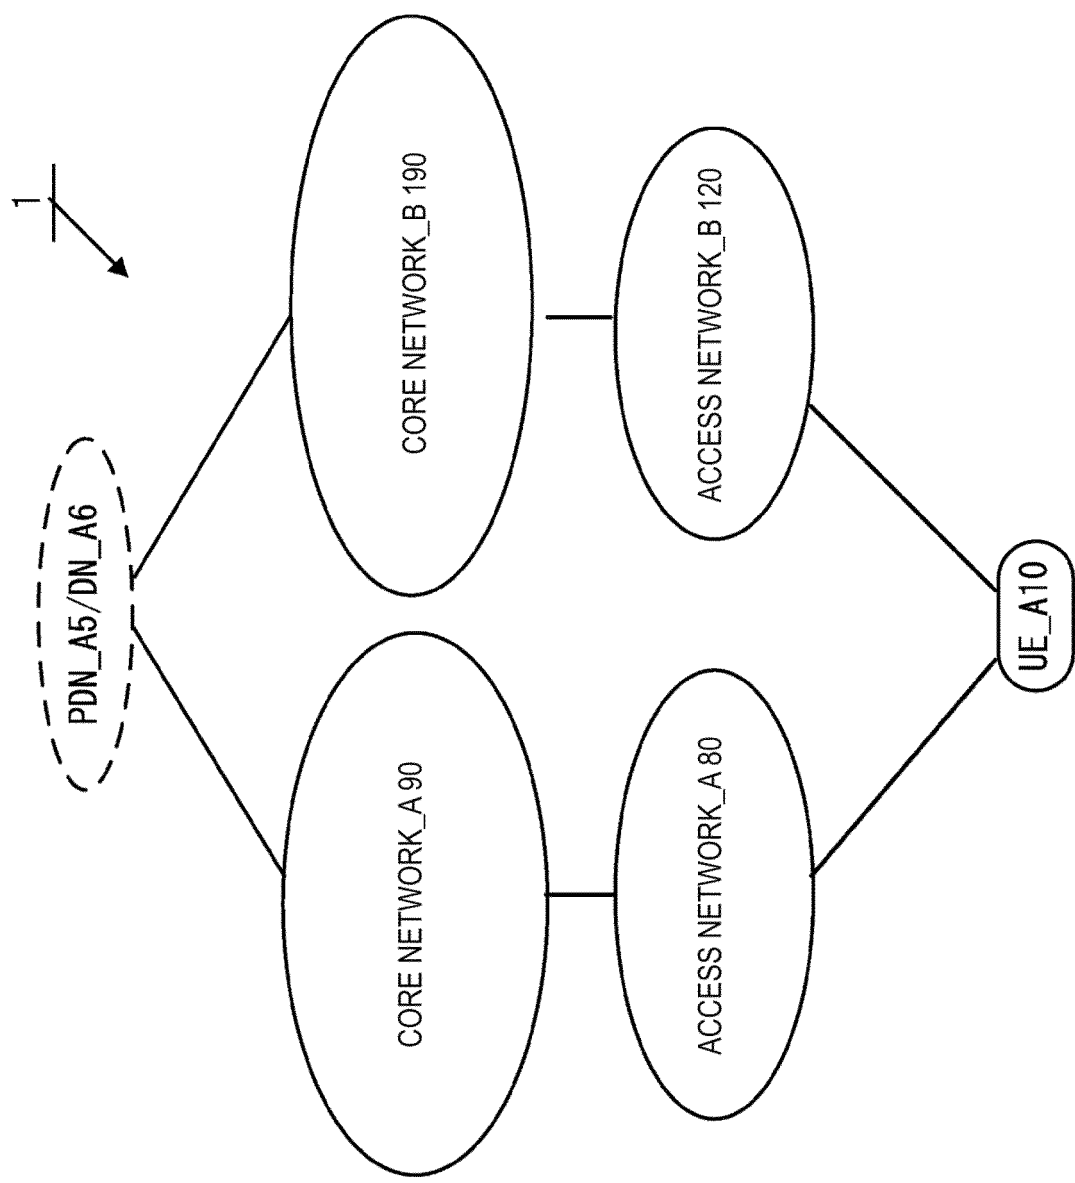 1
PDN_A5/DN_A6
CORE NETWORK_A 90
CORE NETWORK_B 190
ACCESS NETWORK_A 80
ACCESS NETWORK_B 120
UE_A10